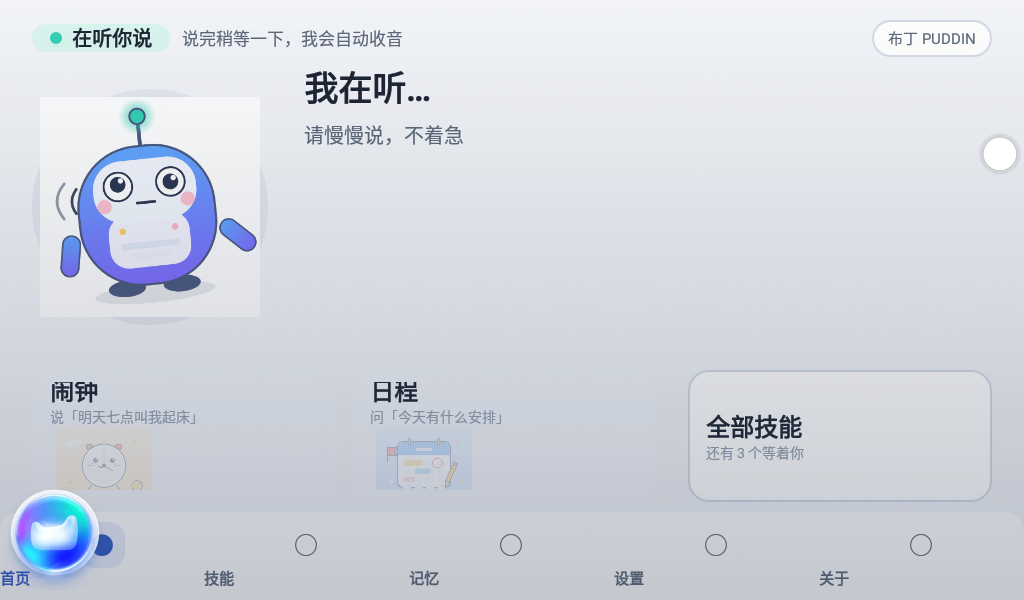 在听你说
说完稍等一下，我会自动收音
布丁 PUDDIN
我在听...
请慢慢说，不着急
闹钟
说「明天七点叫我起床」
日程
问「今天有什么安排」
全部技能
还有 3 个等着你
首页
技能
记忆
设置
关于